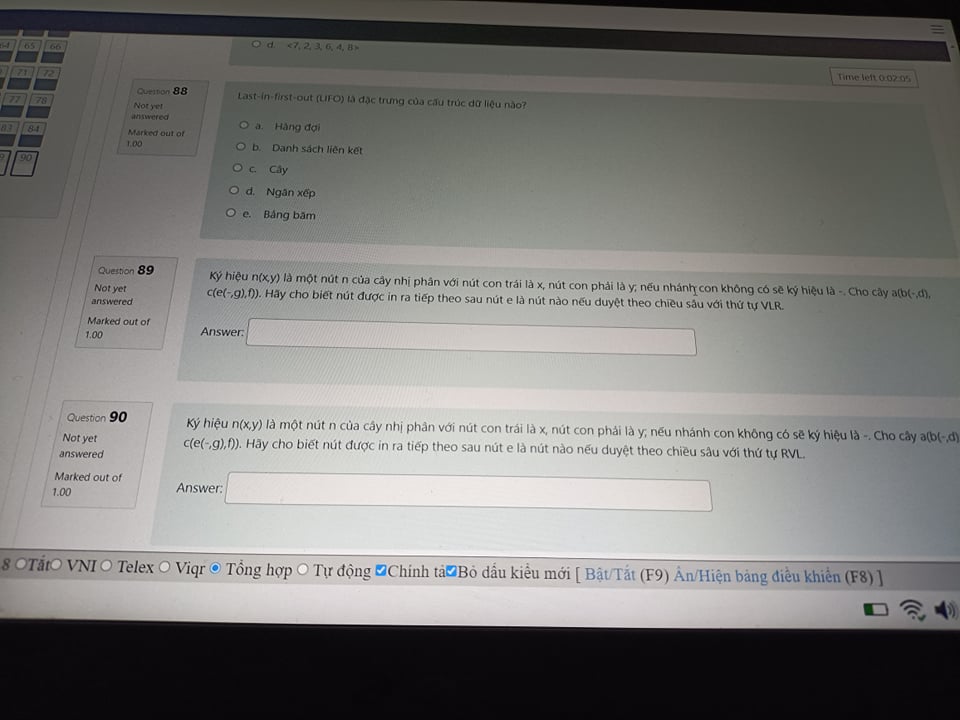 64 65 66
71 72
77 78
83 84
90
d. <7, 2, 3, 6, 4, 8>
Time left 0:02:05
Question 88
Not yet
answered
Marked out of
1.00
Last-in-first-out (LIFO) là đặc trưng của cấu trúc dữ liệu nào?
a. Hàng đợi
b. Danh sách liên kết
c. Cây
d. Ngăn xếp
e. Bảng băm
Question 89
Not yet
answered
Marked out of
1.00
Ký hiệu n(x,y) là một nút n của cây nhị phân với nút con trái là x, nút con phải là y; nếu nhánh con không có sẽ ký hiệu là -. Cho cây a(b(-,d),
c(e(-,g),f)). Hãy cho biết nút được in ra tiếp theo sau nút e là nút nào nếu duyệt theo chiều sâu với thứ tự VLR.
Answer:
Question 90
Not yet
answered
Marked out of
1.00
Ký hiệu n(x,y) là một nút n của cây nhị phân với nút con trái là x, nút con phải là y; nếu nhánh con không có sẽ ký hiệu là -. Cho cây a(b(-,d)
c(e(-,g),f)). Hãy cho biết nút được in ra tiếp theo sau nút e là nút nào nếu duyệt theo chiều sâu với thứ tự RVL.
Answer:
8 Tắt VNI Telex Viqr Tổng hợp Tự động Chính tả Bỏ dấu kiểu mới [ Bật/Tắt (F9) Ẩn/Hiện bảng điều khiển (F8) ]